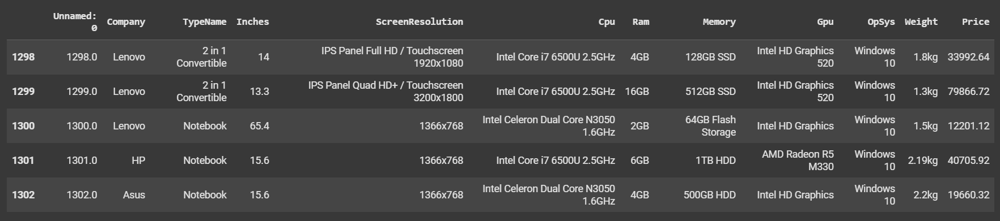 Unnamed: 0 Company TypeName Inches ScreenResolution Cpu Ram Memory Gpu OpSys Weight Price
1298 1298.0 Lenovo 2 in 1 Convertible 14 IPS Panel Full HD / Touchscreen 1920x1080 Intel Core i7 6500U 2.5GHz 4GB 128GB SSD Intel HD Graphics 520 Windows 10 1.8kg 33992.64
1299 1299.0 Lenovo 2 in 1 Convertible 13.3 IPS Panel Quad HD+ / Touchscreen 3200x1800 Intel Core i7 6500U 2.5GHz 16GB 512GB SSD Intel HD Graphics 520 Windows 10 1.3kg 79866.72
1300 1300.0 Lenovo Notebook 65.4 1366x768 Intel Celeron Dual Core N3050 1.6GHz 2GB 64GB Flash Storage Intel HD Graphics Windows 10 1.5kg 12201.12
1301 1301.0 HP Notebook 15.6 1366x768 Intel Core i7 6500U 2.5GHz 6GB 1TB HDD AMD Radeon R5 M330 Windows 10 2.19kg 40705.92
1302 1302.0 Asus Notebook 15.6 1366x768 Intel Celeron Dual Core N3050 1.6GHz 4GB 500GB HDD Intel HD Graphics Windows 10 2.2kg 19660.32